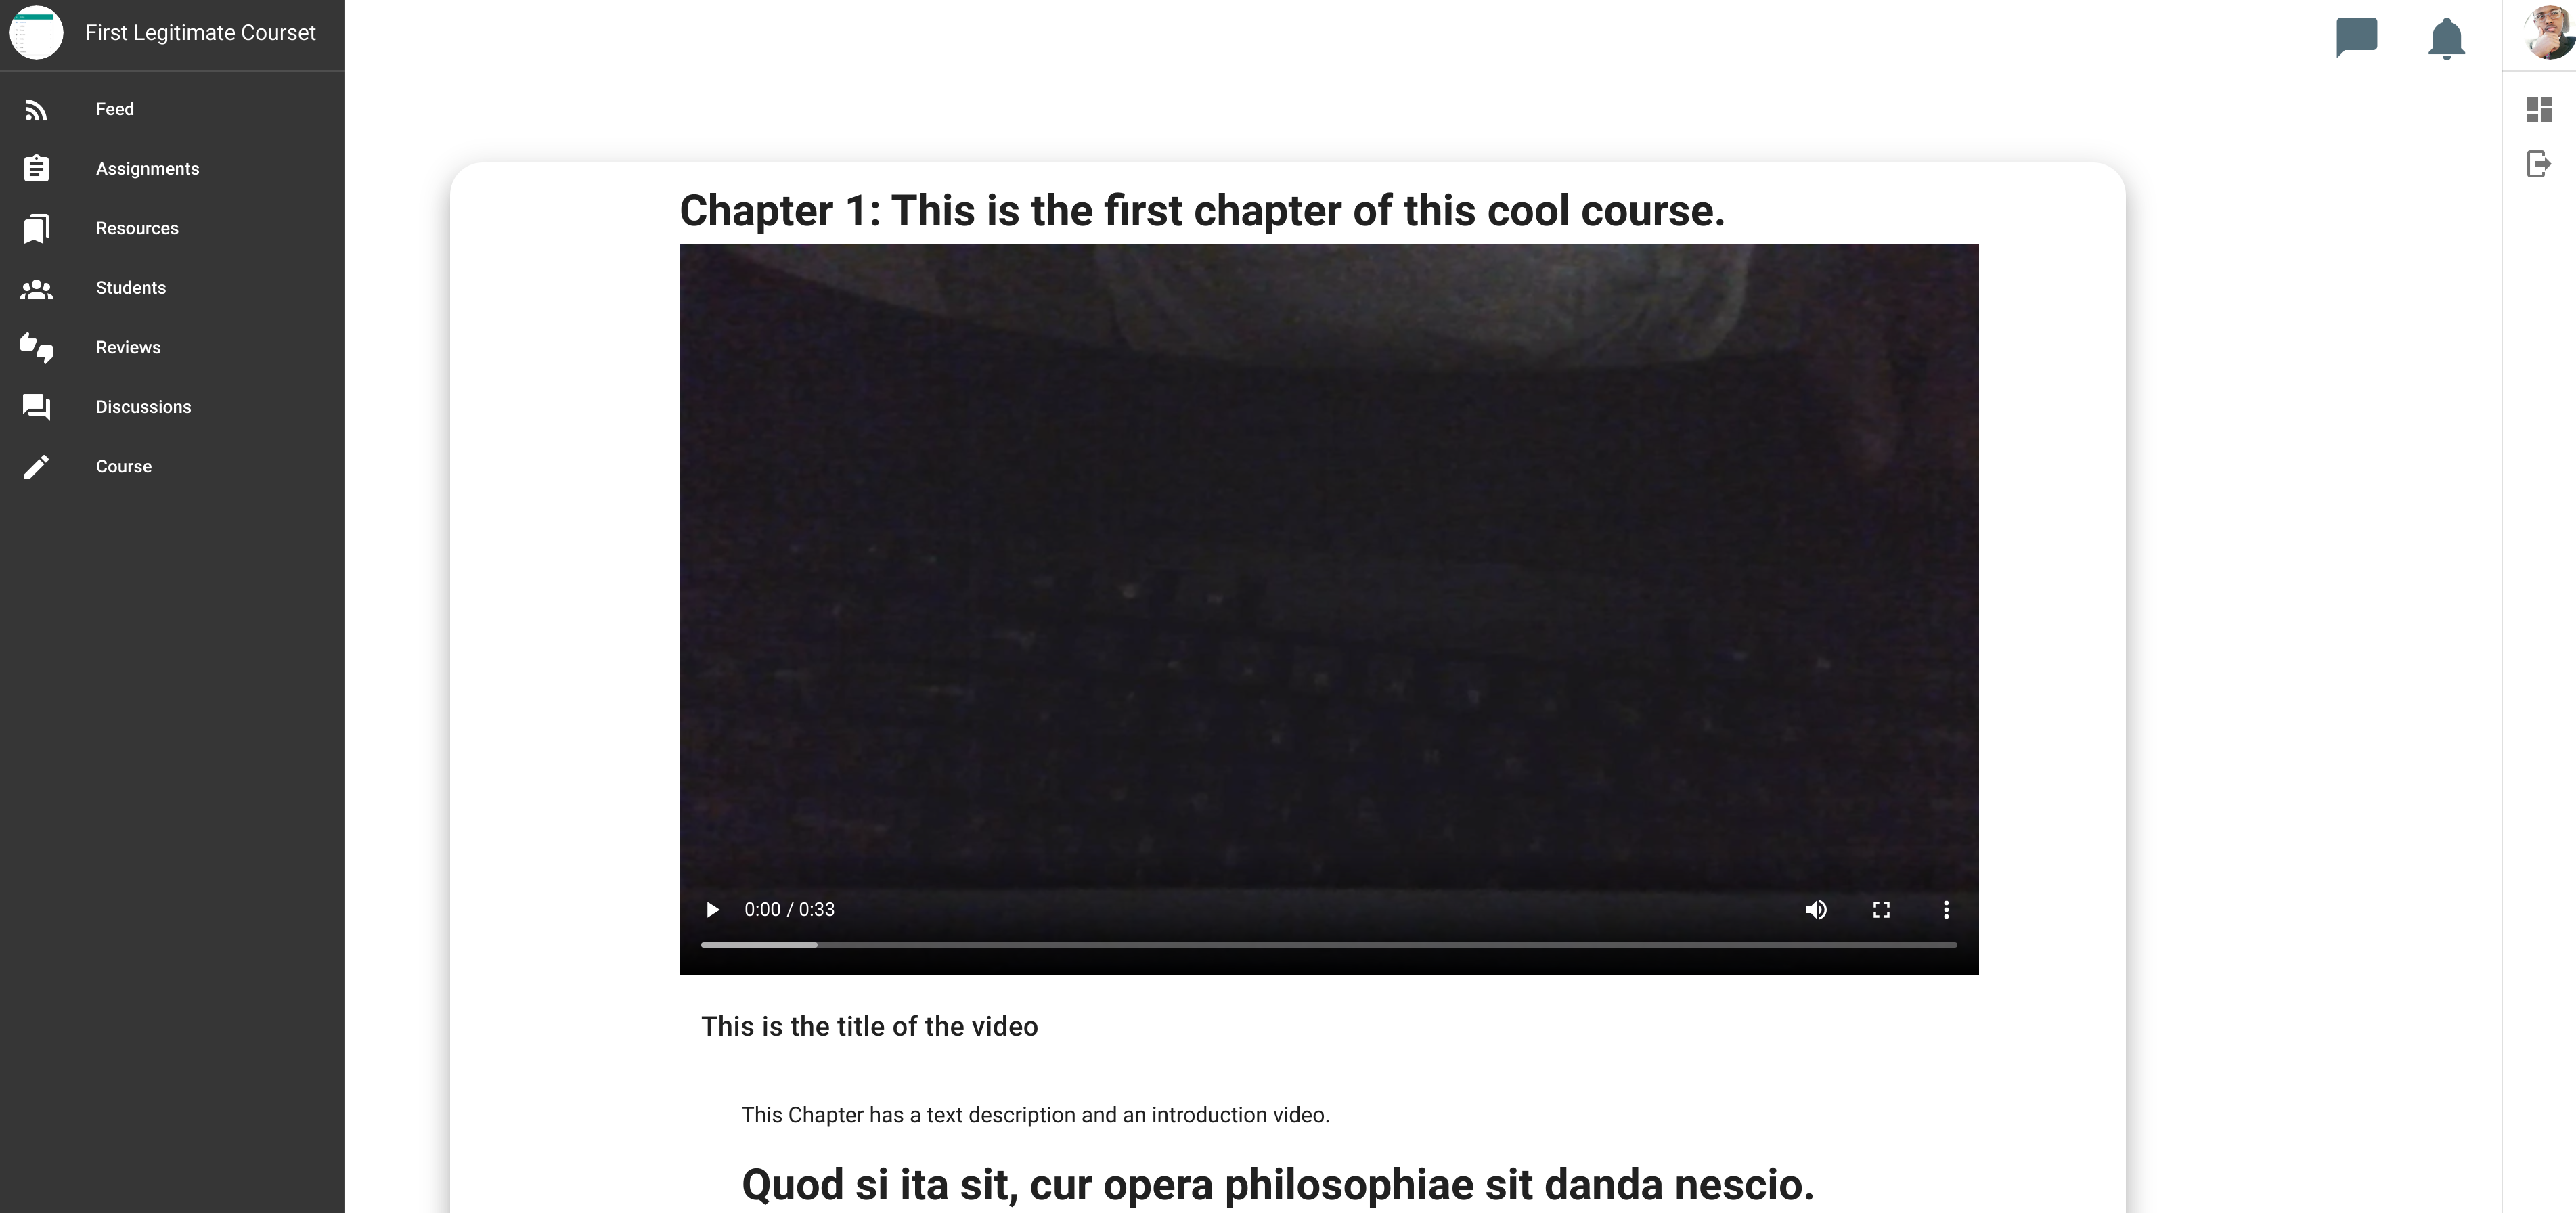 First Legitimate Courset
Feed
Assignments
Resources
Students
Reviews
Discussions
Course
Chapter 1: This is the first chapter of this cool course.
0:00 / 0:33
This is the title of the video
This Chapter has a text description and an introduction video.
Quod si ita sit, cur opera philosophiae sit danda nescio.